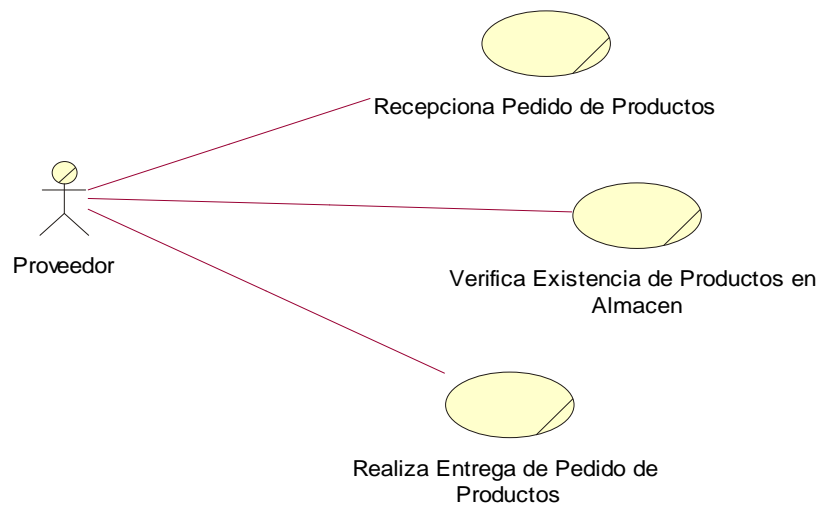 Recepciona Pedido de Productos
Proveedor
Verifica Existencia de Productos en
Almacen
Realiza Entrega de Pedido de
Productos